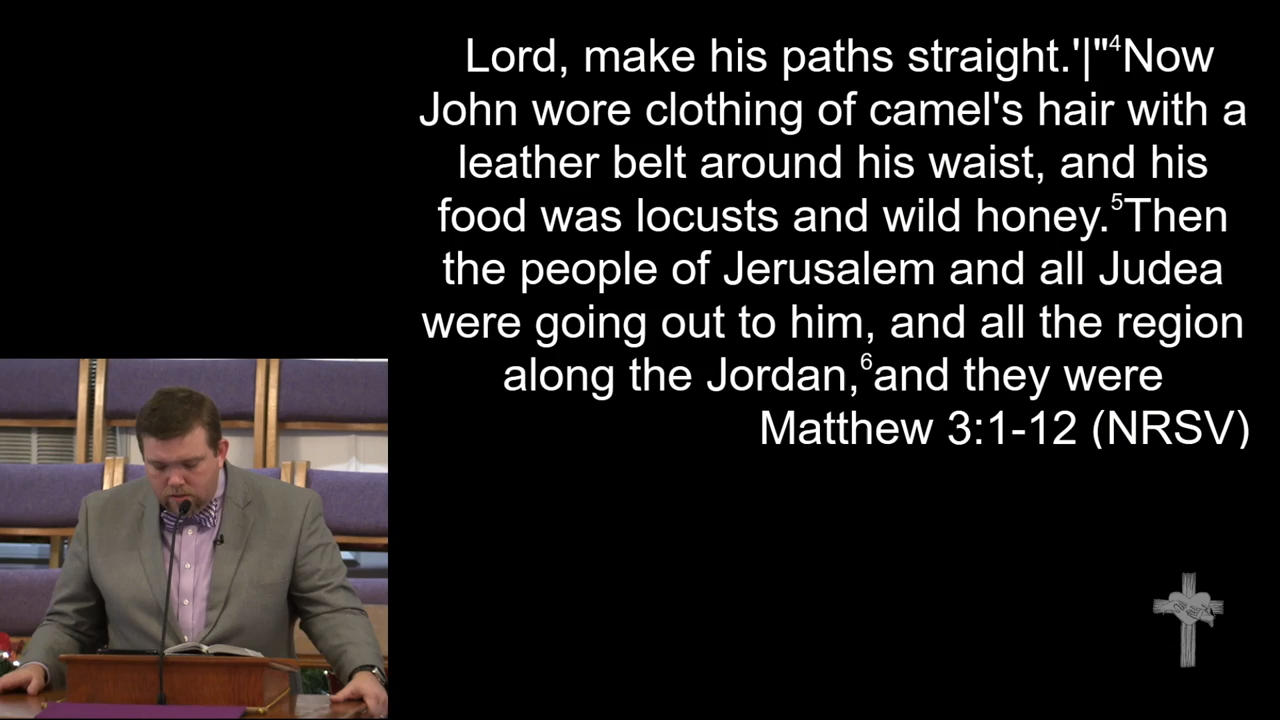 Lord, make his paths straight.'|"⁴Now
John wore clothing of camel's hair with a
leather belt around his waist, and his
food was locusts and wild honey.⁵Then
the people of Jerusalem and all Judea
were going out to him, and all the region
along the Jordan,⁶and they were
Matthew 3:1-12 (NRSV)